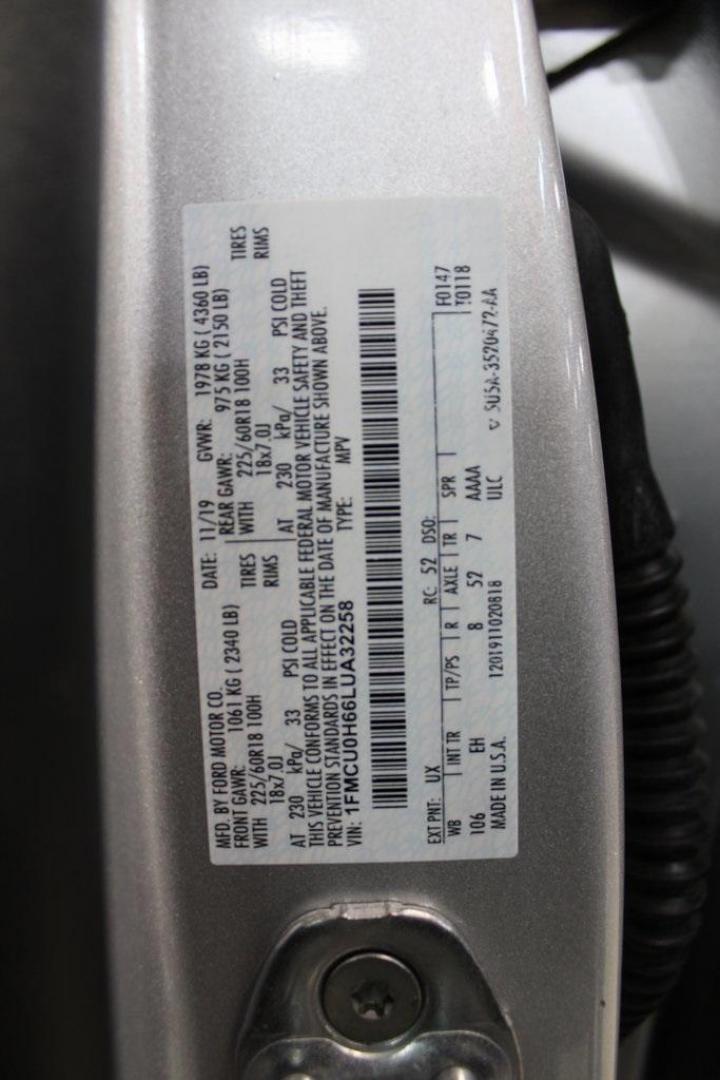 MFD. BY FORD MOTOR CO.
DATE: 11/19 GVWR: 1978 KG ( 4360 LB)
FRONT GAWR: 1061 KG ( 2340 LB) REAR GAWR: 975 KG ( 2150 LB)
WITH 225/60R18 100H TIRES WITH 225/60R18 100H TIRES
18x7.0J RIMS 18x7.0J RIMS
AT 230 kPa/ 33 PSI COLD AT 230 kPa/ 33 PSI COLD
THIS VEHICLE CONFORMS TO ALL APPLICABLE FEDERAL MOTOR VEHICLE SAFETY AND THEFT
PREVENTION STANDARDS IN EFFECT ON THE DATE OF MANUFACTURE SHOWN ABOVE.
VIN: 1FMCU0H66LUA32258 TYPE: MPV
EXT PNT: UX RC: 52 DSO: F0147
WB INT TR TP/PS R AXLE TR SPR T0118
106 EH 8 52 7 AAAA
MADE IN U.S.A. 1201911020818 ULC 5U5A-3520472-AA